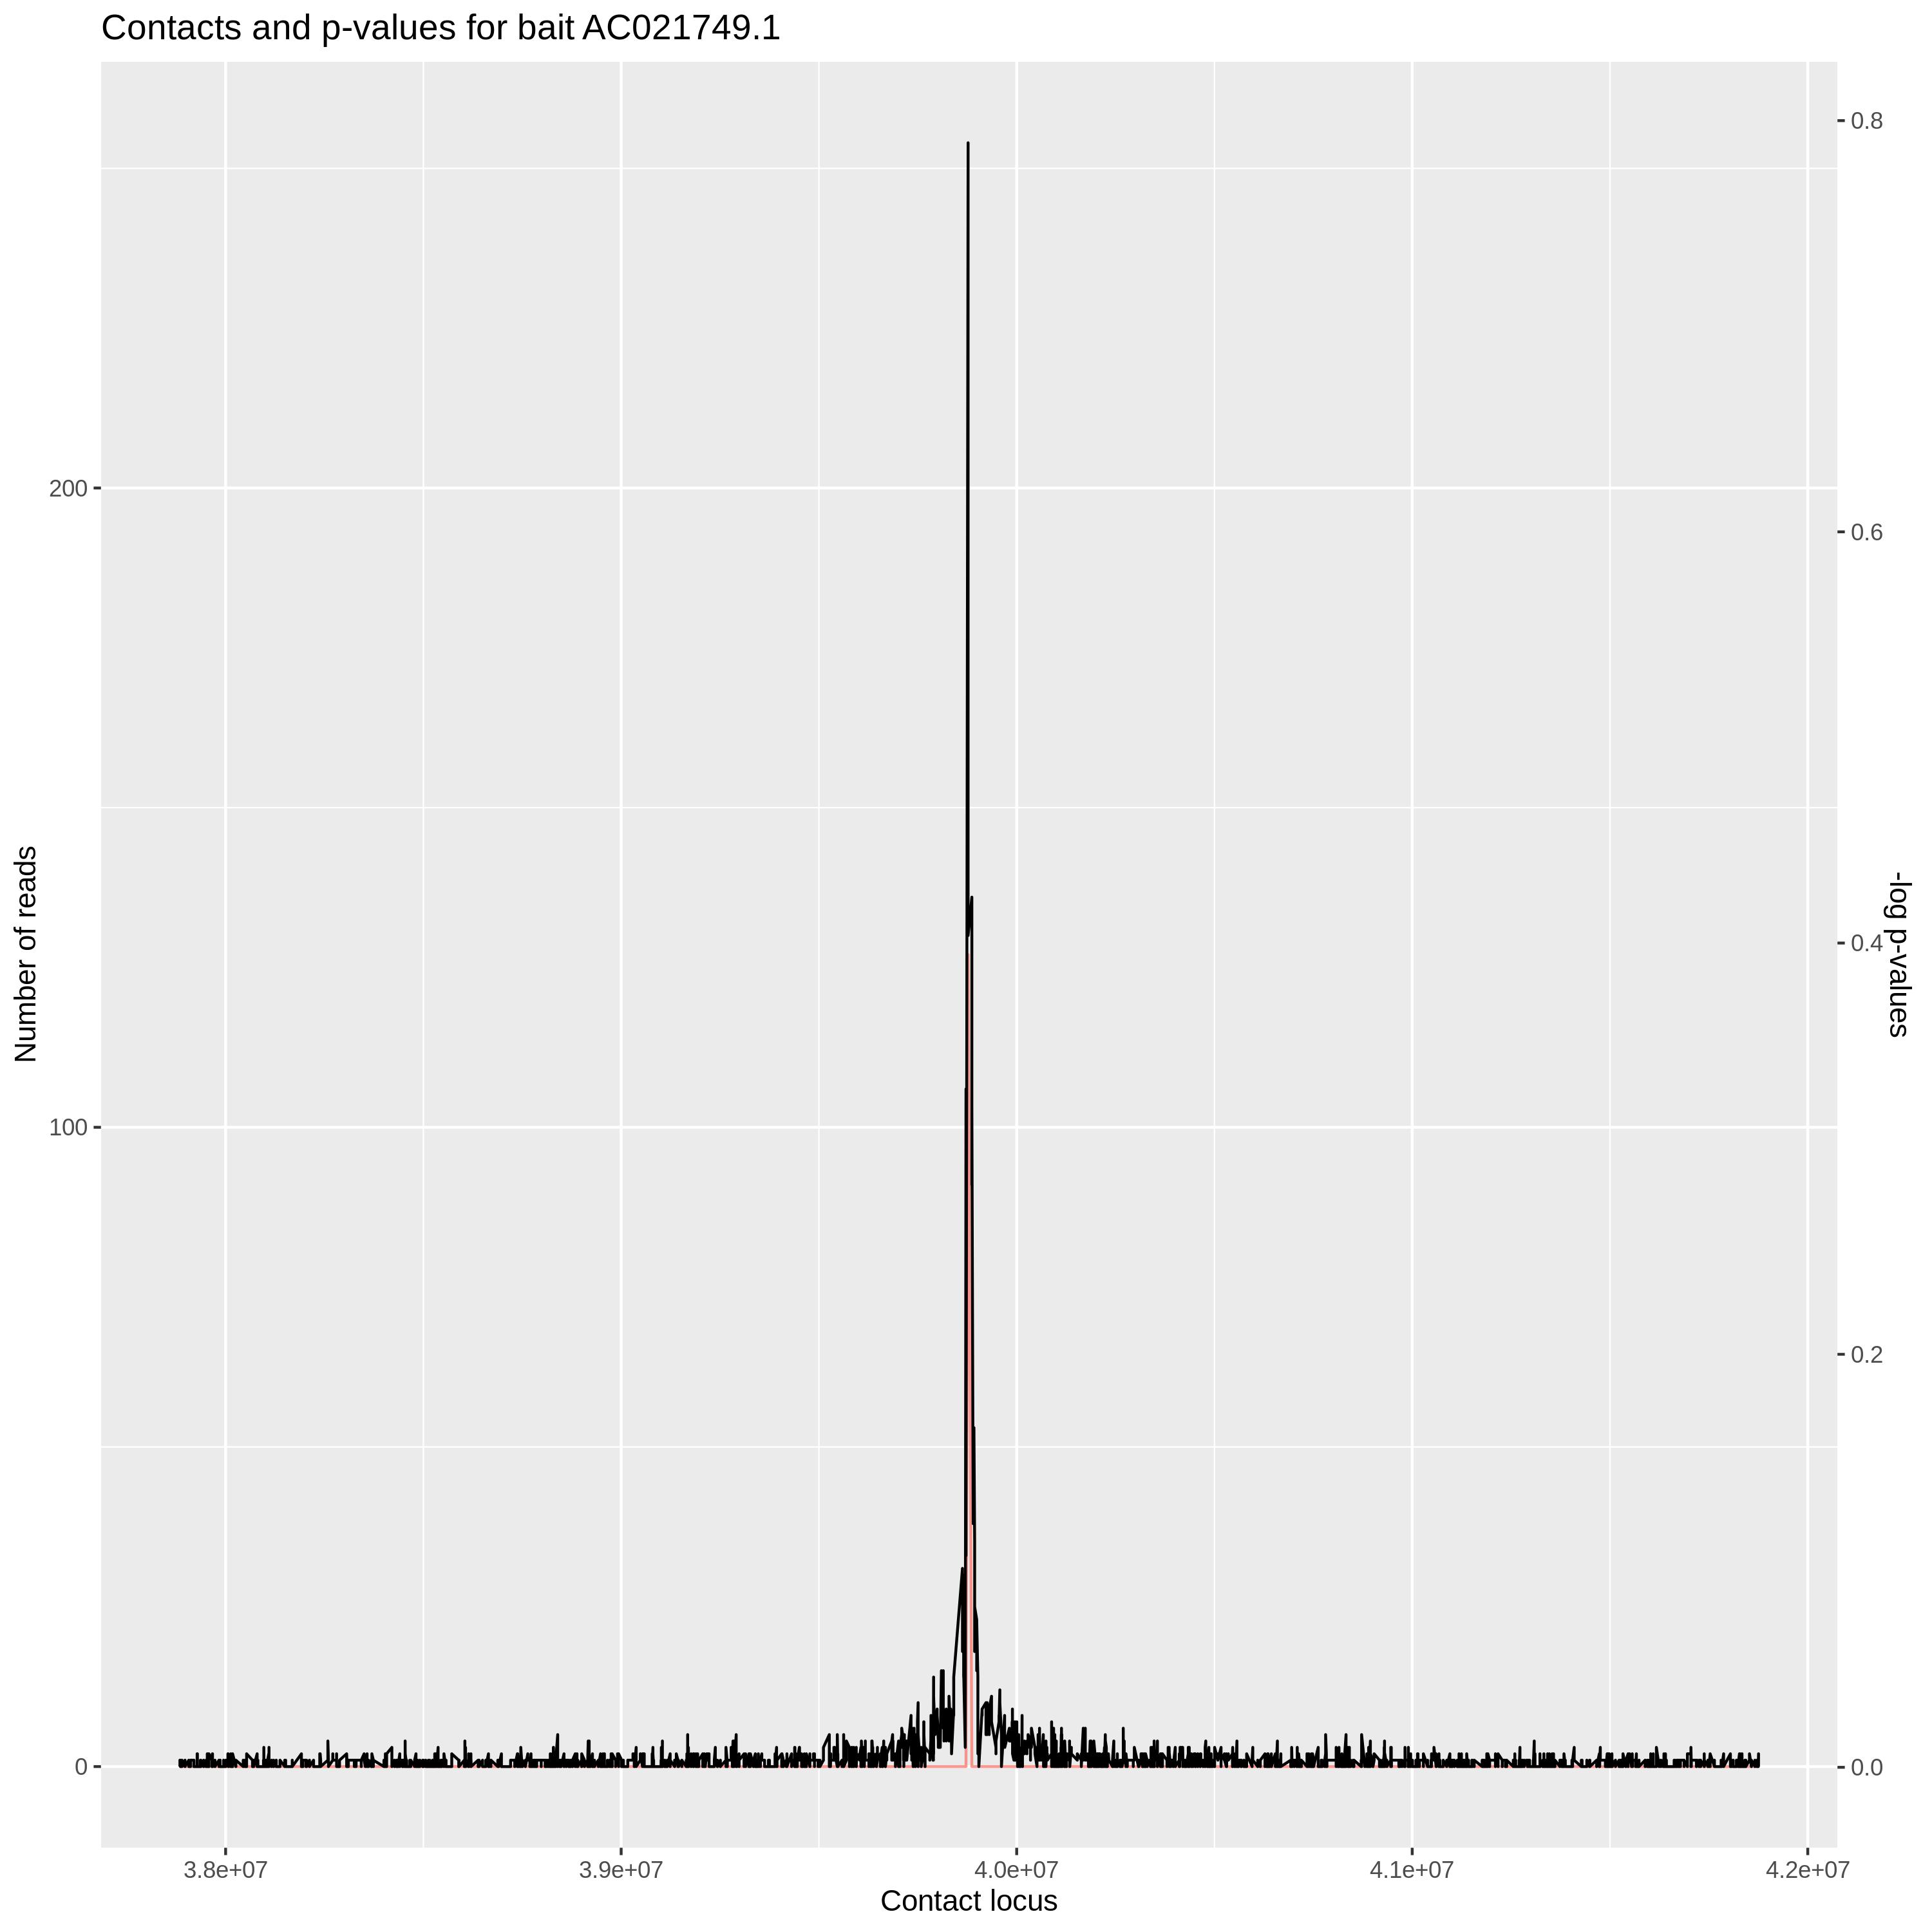 Contacts and p-values for bait AC021749.1
Number of reads
200
100
0
0.8
0.6
0.4
0.2
0.0
-log p-values
3.8e+07 3.9e+07 4.0e+07 4.1e+07 4.2e+07
Contact locus